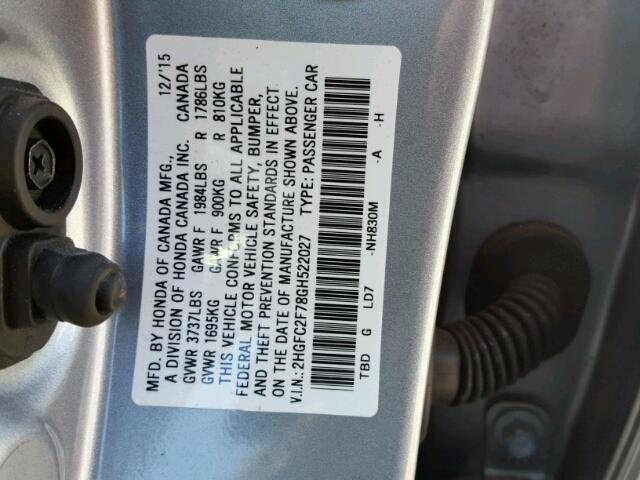 MFD. BY HONDA OF CANADA MFG., 12/'15
A DIVISION OF HONDA CANADA INC. CANADA
GVWR 3737LBS GAWR F 1984LBS R 1786LBS
GVWR 1695KG GAWR F 900KG R 810KG
THIS VEHICLE CONFORMS TO ALL APPLICABLE
FEDERAL MOTOR VEHICLE SAFETY, BUMPER,
AND THEFT PREVENTION STANDARDS IN EFFECT
ON THE DATE OF MANUFACTURE SHOWN ABOVE.
V.I.N.: 2HGFC2F78GH522027 TYPE: PASSENGER CAR
TBD G LD7 -NH830M -A -H